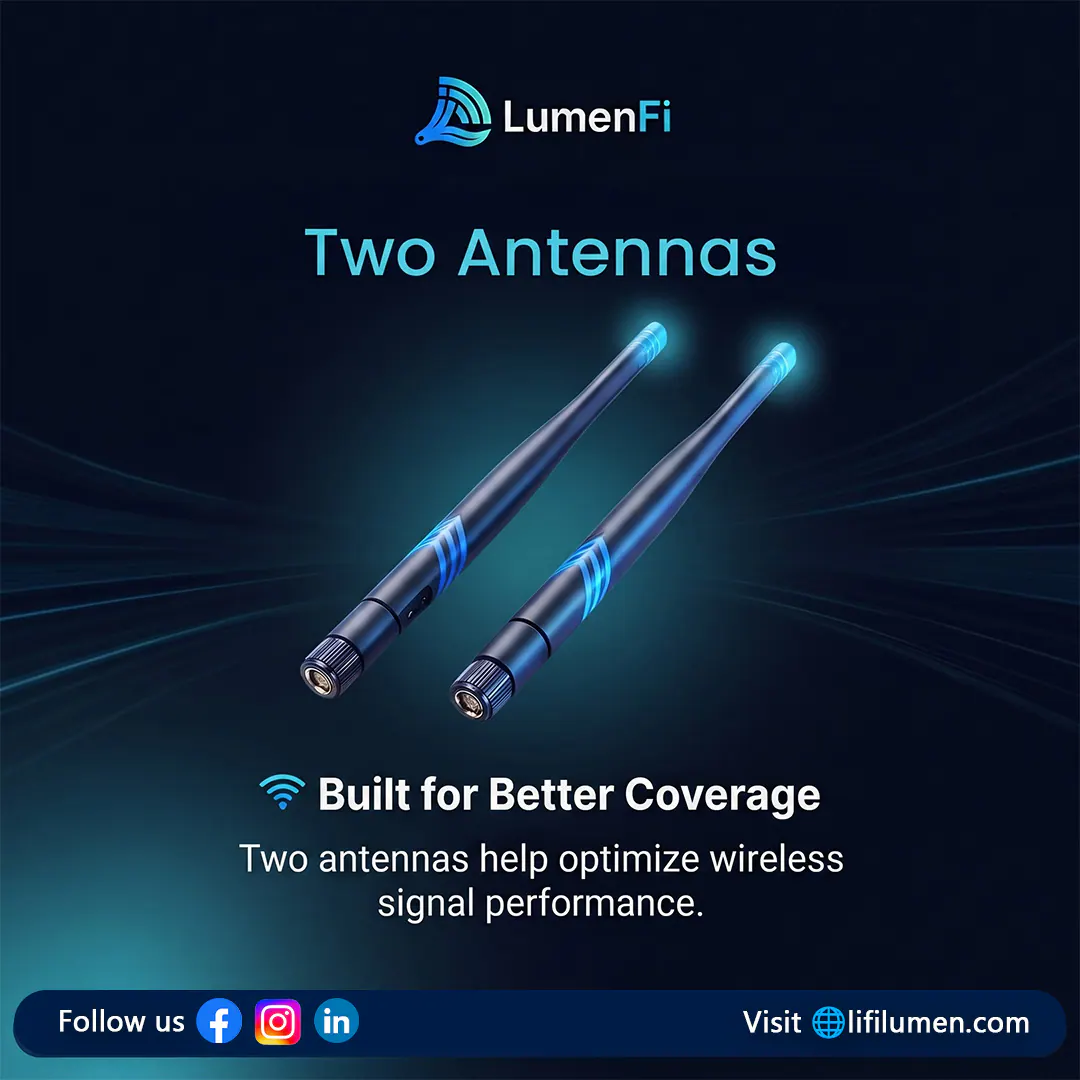 LumenFi
Two Antennas
Built for Better Coverage
Two antennas help optimize wireless
signal performance.
Follow us
Visit lifilumen.com